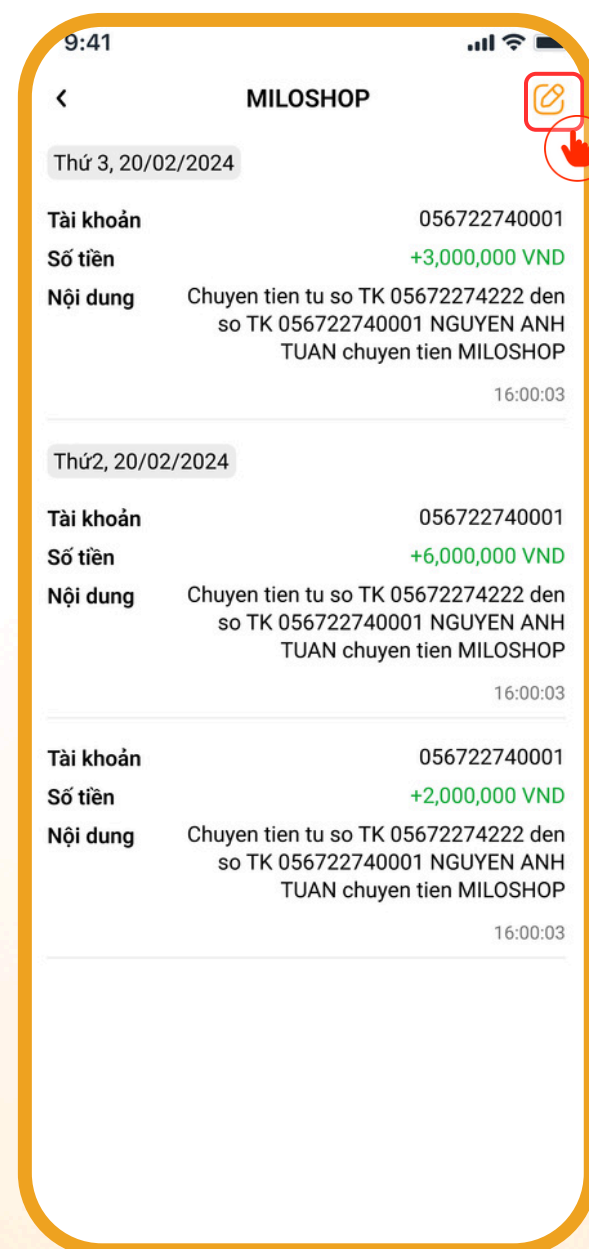 9:41
MILOSHOP
Thứ 3, 20/02/2024
Tài khoản 056722740001
Số tiền +3,000,000 VND
Nội dung Chuyen tien tu so TK 05672274222 den
so TK 056722740001 NGUYEN ANH
TUAN chuyen tien MILOSHOP
16:00:03
Thứ2, 20/02/2024
Tài khoản 056722740001
Số tiền +6,000,000 VND
Nội dung Chuyen tien tu so TK 05672274222 den
so TK 056722740001 NGUYEN ANH
TUAN chuyen tien MILOSHOP
16:00:03
Tài khoản 056722740001
Số tiền +2,000,000 VND
Nội dung Chuyen tien tu so TK 05672274222 den
so TK 056722740001 NGUYEN ANH
TUAN chuyen tien MILOSHOP
16:00:03